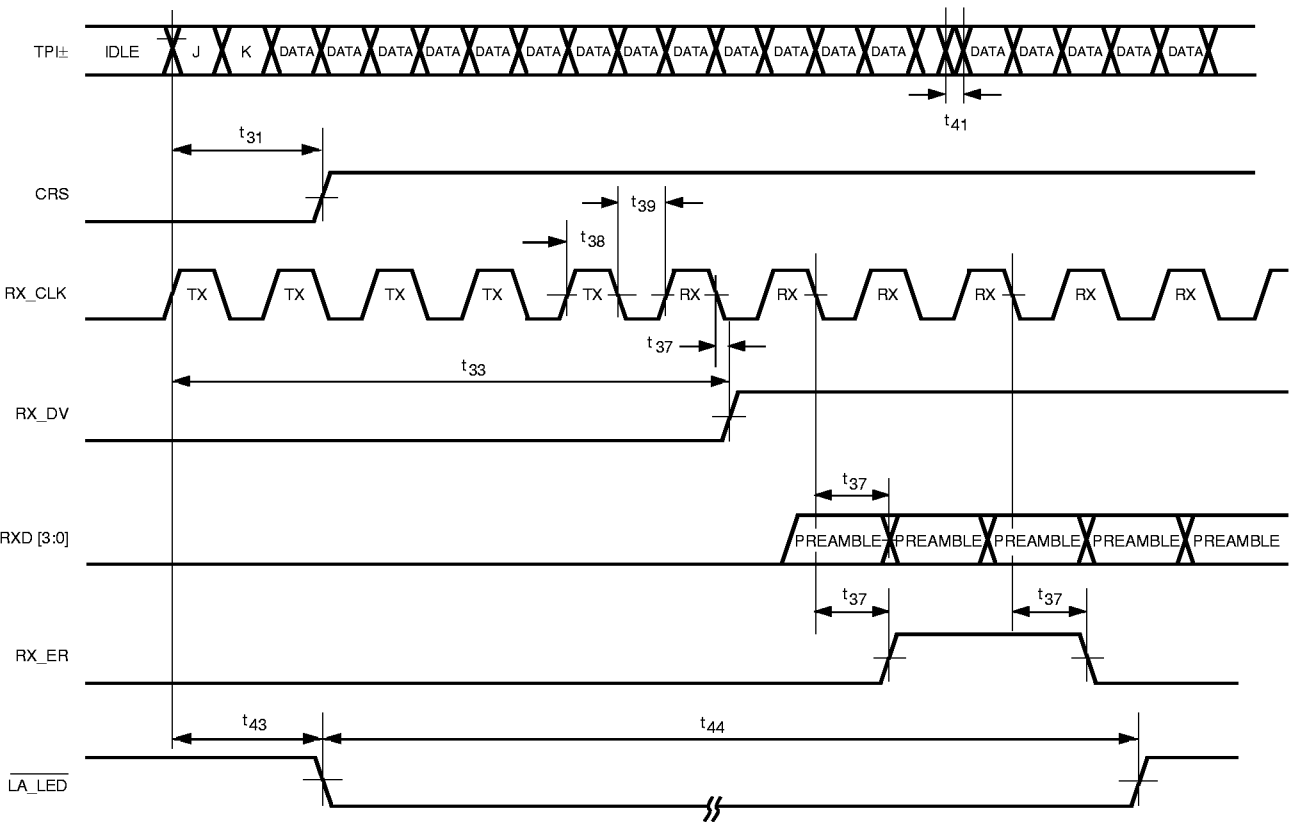 TPI± IDLE J K DATA DATA DATA DATA DATA DATA DATA DATA DATA DATA DATA DATA DATA DATA DATA DATA DATA DATA
t41
t31
CRS
t39
t38
RX_CLK TX TX TX TX TX RX RX RX RX RX RX
t37
t33
RX_DV
t37
RXD [3:0] PREAMBLE PREAMBLE PREAMBLE PREAMBLE PREAMBLE
t37 t37
RX_ER
t43 t44
LA_LED